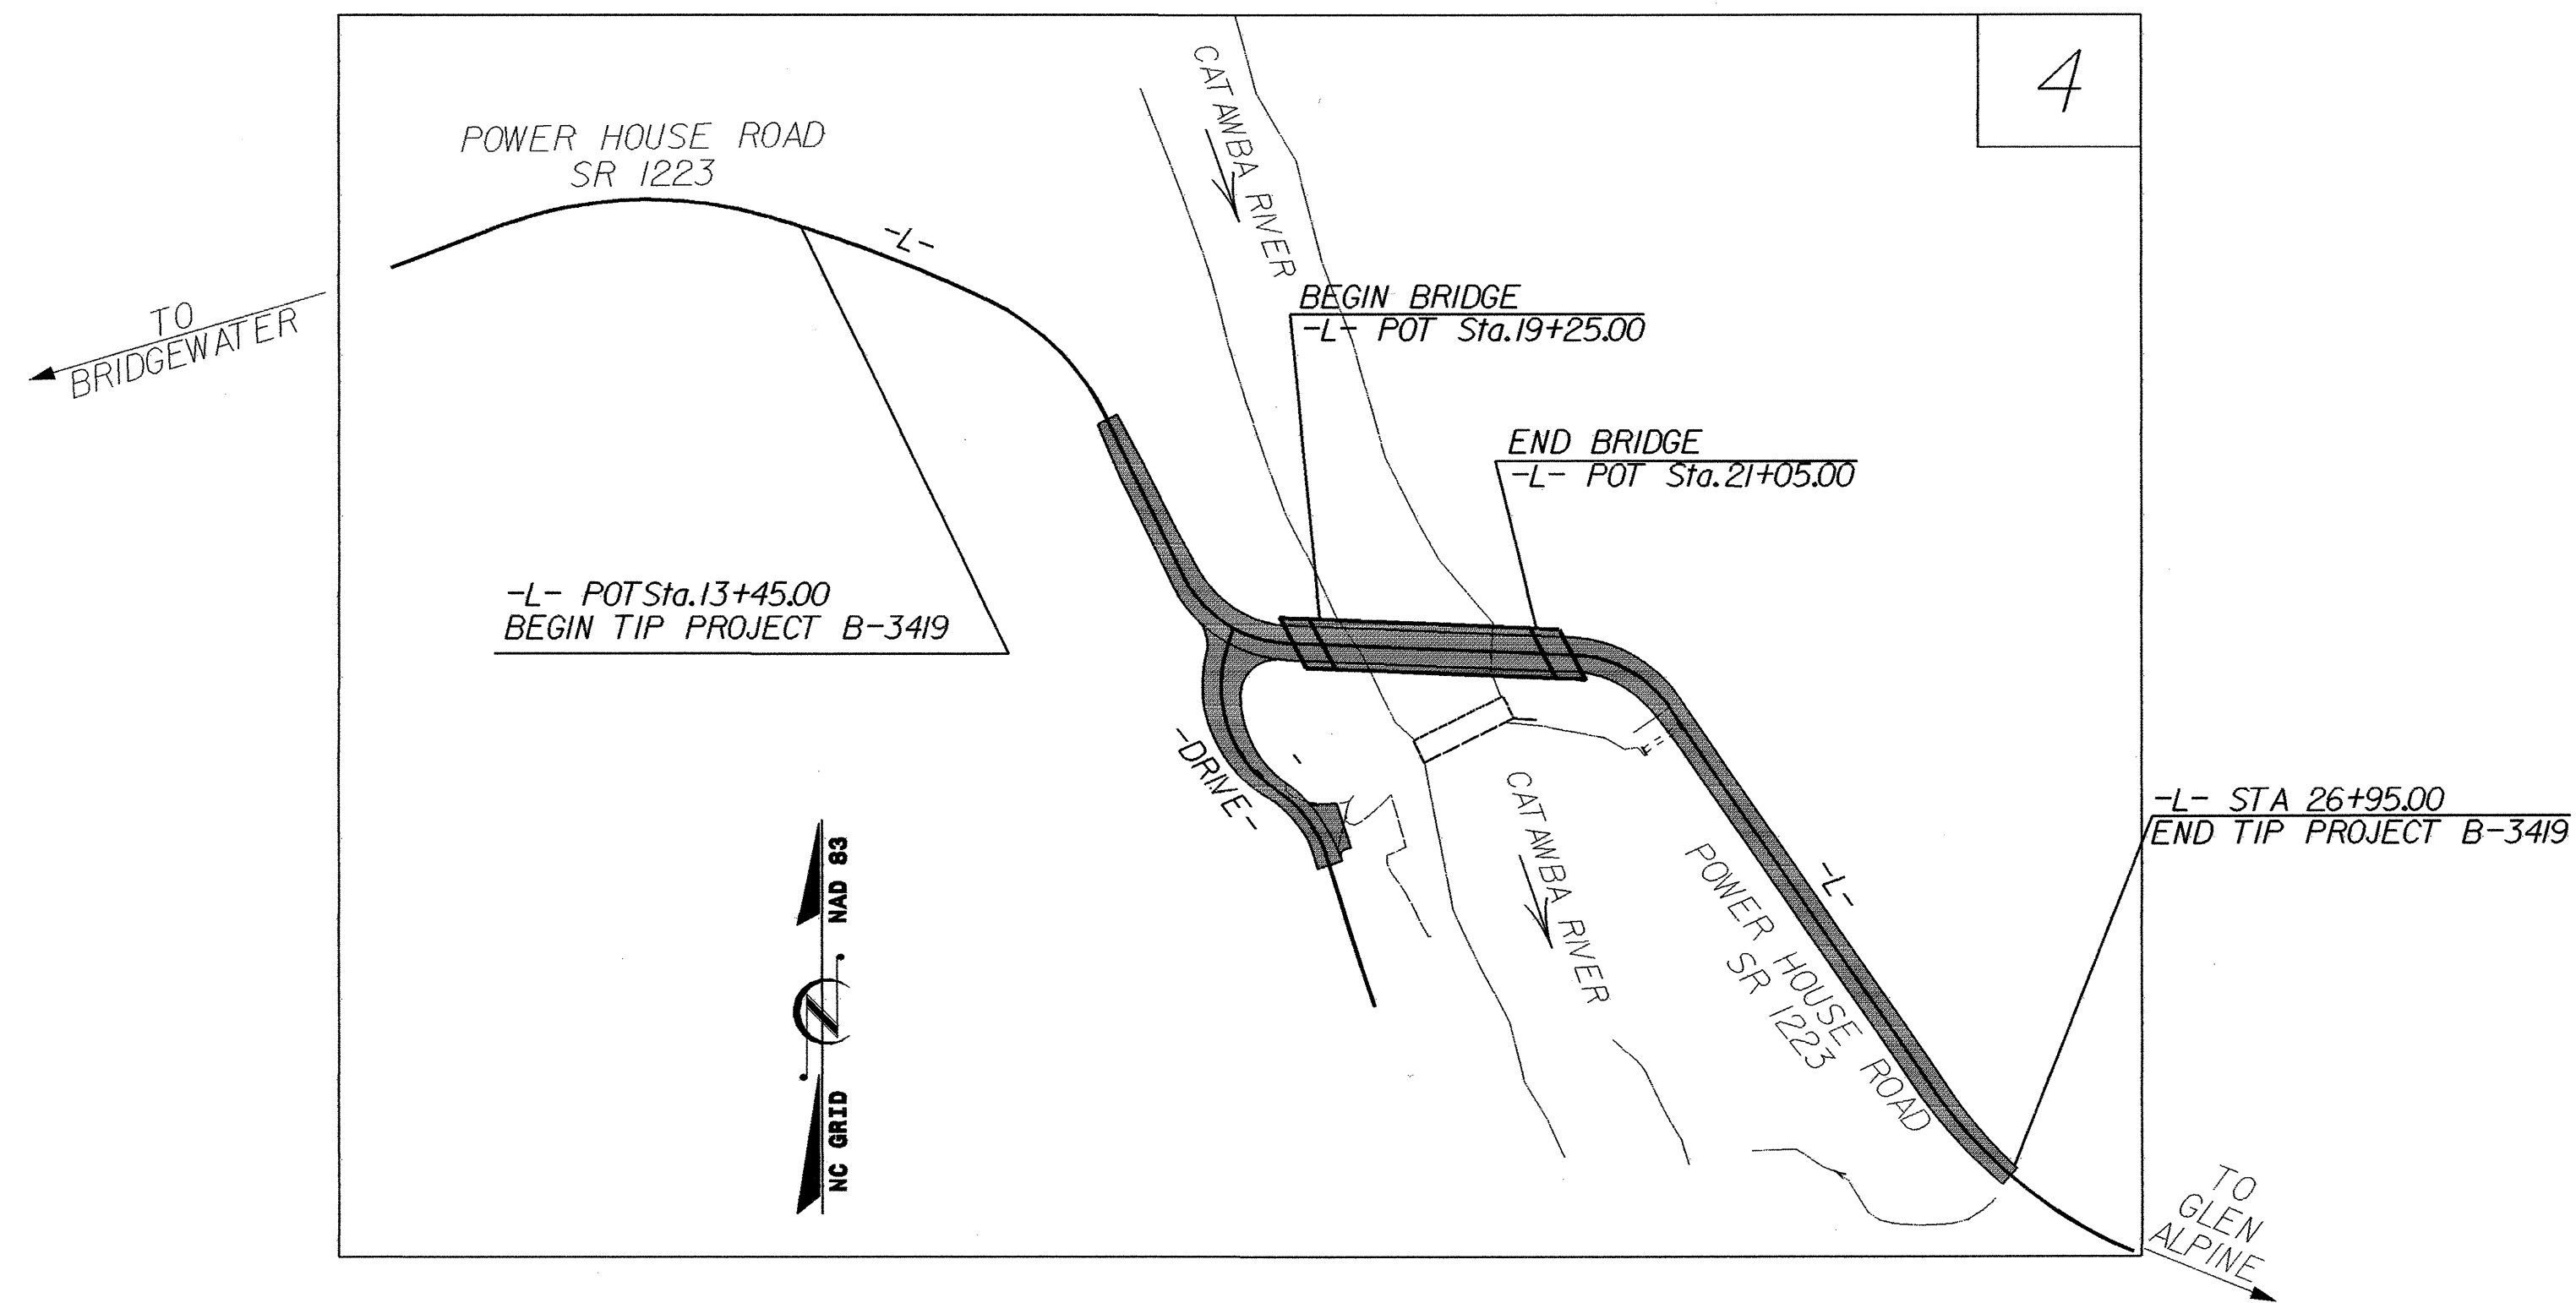 4
POWER HOUSE ROAD
SR 1223
-L-
CATAWBA RIVER
TO
BRIDGEWATER
BEGIN BRIDGE
-L- POT Sta.19+25.00
END BRIDGE
-L- POT Sta.21+05.00
-L- POTSta.13+45.00
BEGIN TIP PROJECT B-3419
-DRIVE-
CATAWBA RIVER
-L- STA 26+95.00
END TIP PROJECT B-3419
-L-
POWER HOUSE ROAD
SR 1223
NAD 83
NC GRID
TO
GLEN
ALPINE